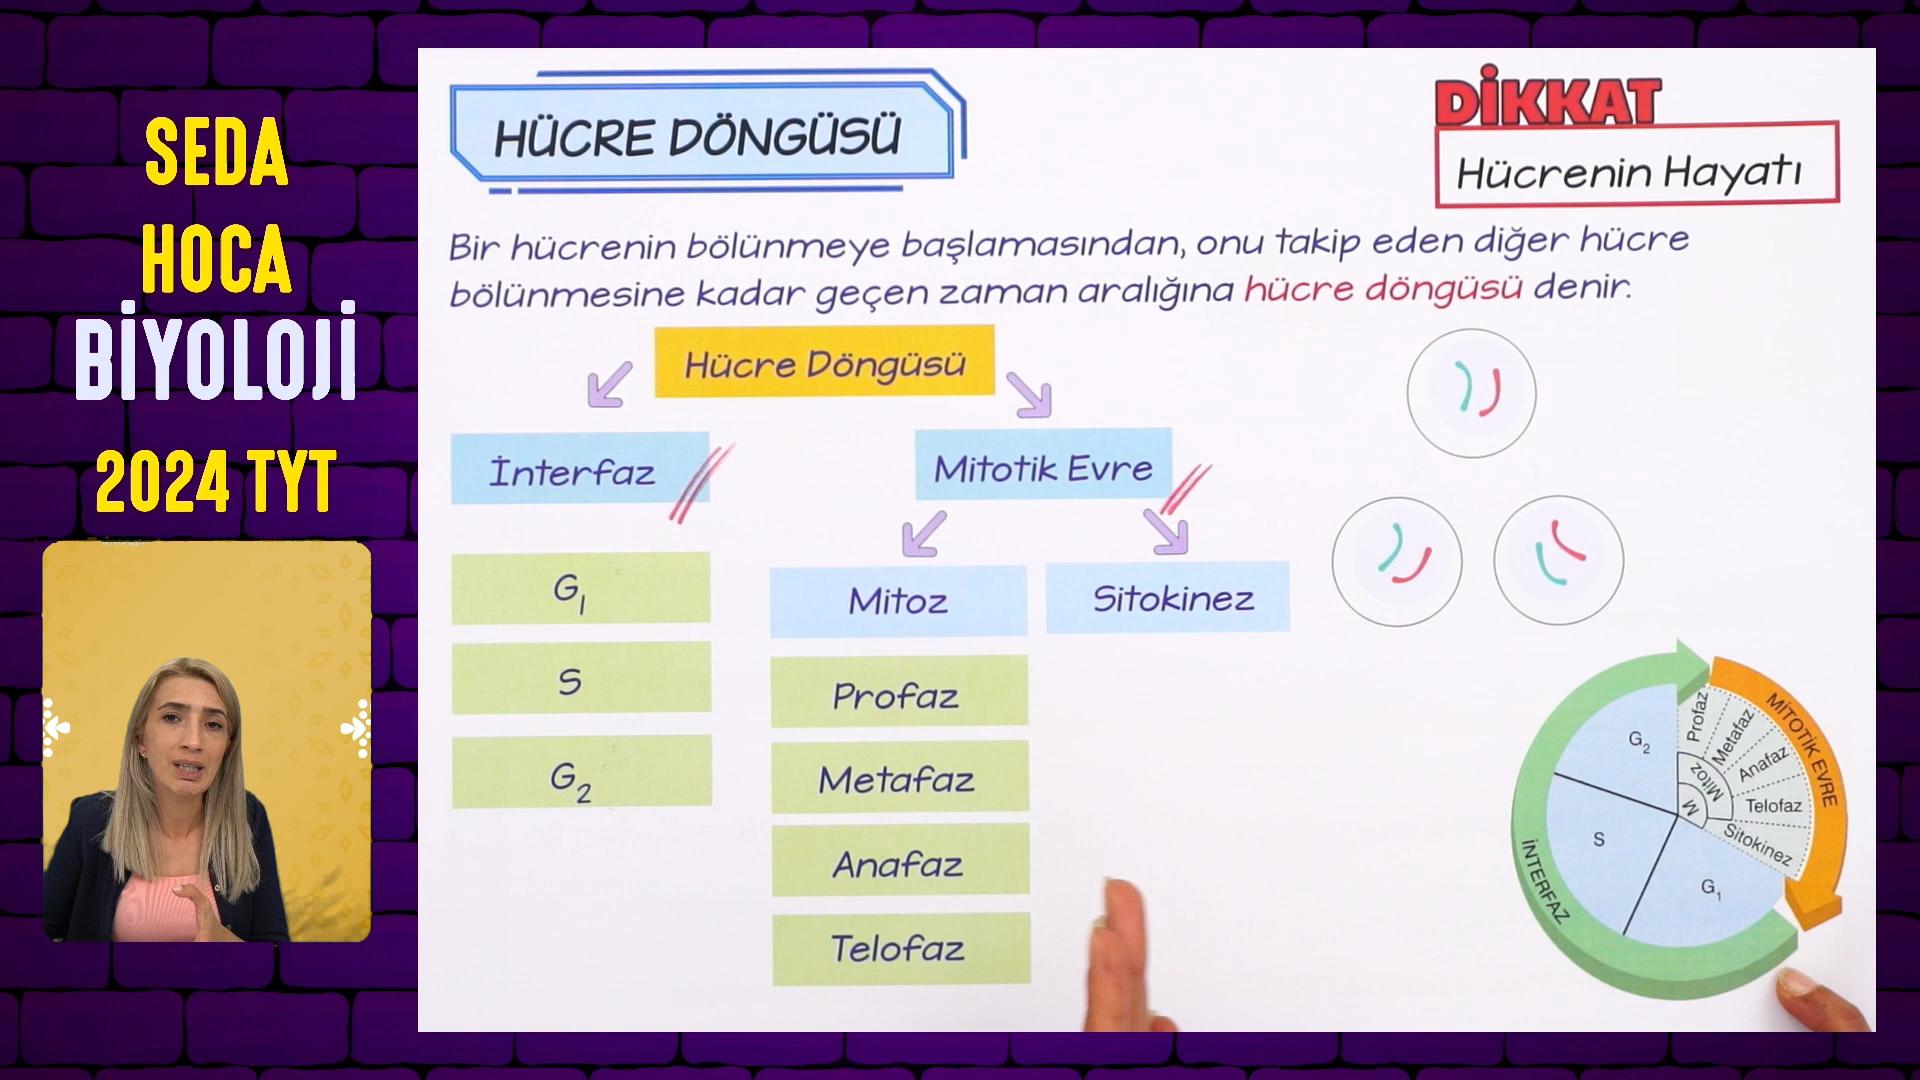 SEDA
HOCA
BİYOLOJİ
2024 TYT
HÜCRE DÖNGÜSÜ
DİKKAT
Hücrenin Hayatı
Bir hücrenin bölünmeye başlamasından, onu takip eden diğer hücre
bölünmesine kadar geçen zaman aralığına hücre döngüsü denir.
Hücre Döngüsü
İnterfaz
Mitotik Evre
G₁
S
G₂
Mitoz
Sitokinez
Profaz
Metafaz
Anafaz
Telofaz
G₂
S
G₁
Profaz
Metafaz
Anafaz
Telofaz
Sitokinez
Mitoz
M
MİTOTİK EVRE
İNTERFAZ